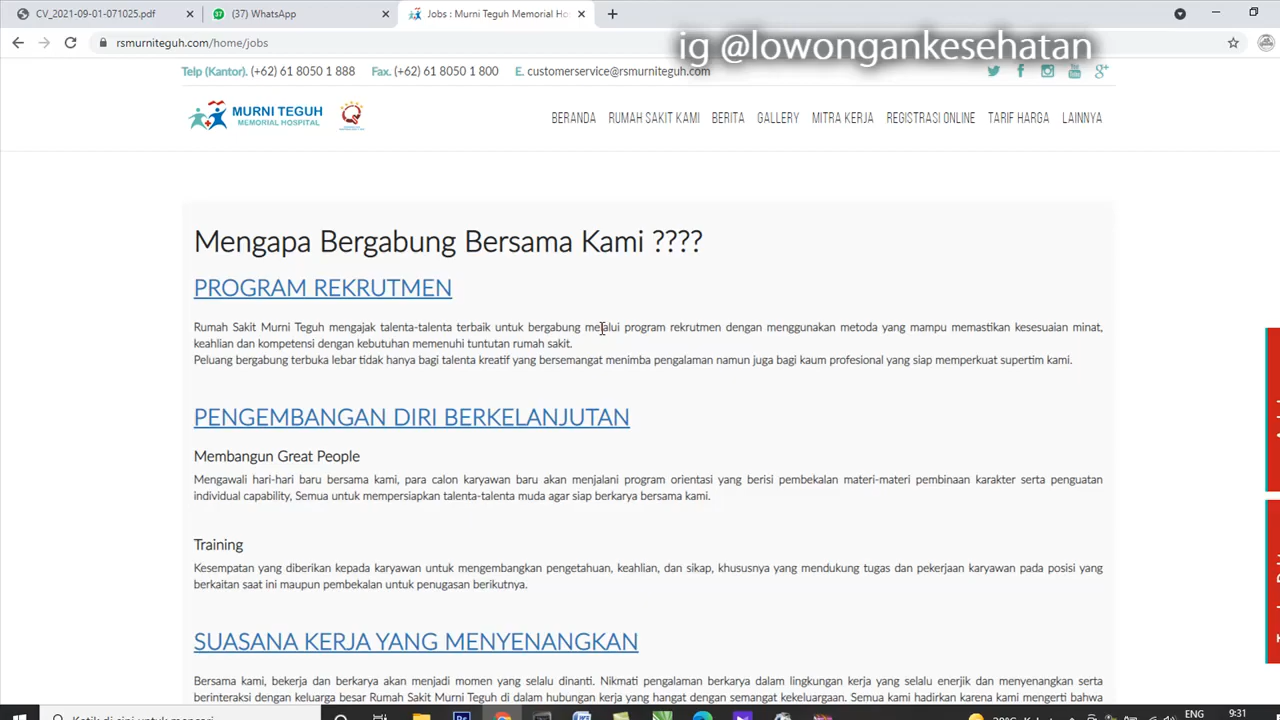 CV_2021-09-01-071025.pdf
(37) WhatsApp
Jobs : Murni Teguh Memorial Ho
rsmurniteguh.com/home/jobs
ig @lowongankesehatan
Telp (Kantor). (+62) 61 8050 1 888 Fax. (+62) 61 8050 1 800 E. customerservice@rsmurniteguh.com
MURNI TEGUH
MEMORIAL HOSPITAL
BERANDA RUMAH SAKIT KAMI BERITA GALLERY MITRA KERJA REGISTRASI ONLINE TARIF HARGA LAINNYA
Mengapa Bergabung Bersama Kami ????
PROGRAM REKRUTMEN
Rumah Sakit Murni Teguh mengajak talenta-talenta terbaik untuk bergabung melalui program rekrutmen dengan menggunakan metoda yang mampu memastikan kesesuaian minat,
keahlian dan kompetensi dengan kebutuhan memenuhi tuntutan rumah sakit.
Peluang bergabung terbuka lebar tidak hanya bagi talenta kreatif yang bersemangat menimba pengalaman namun juga bagi kaum profesional yang siap memperkuat supertim kami.
PENGEMBANGAN DIRI BERKELANJUTAN
Membangun Great People
Mengawali hari-hari baru bersama kami, para calon karyawan baru akan menjalani program orientasi yang berisi pembekalan materi-materi pembinaan karakter serta penguatan
individual capability, Semua untuk mempersiapkan talenta-talenta muda agar siap berkarya bersama kami.
Training
Kesempatan yang diberikan kepada karyawan untuk mengembangkan pengetahuan, keahlian, dan sikap, khususnya yang mendukung tugas dan pekerjaan karyawan pada posisi yang
berkaitan saat ini maupun pembekalan untuk penugasan berikutnya.
SUASANA KERJA YANG MENYENANGKAN
Bersama kami, bekerja dan berkarya akan menjadi momen yang selalu dinanti. Nikmati pengalaman berkarya dalam lingkungan kerja yang selalu enerjik dan menyenangkan serta
berinteraksi dengan keluarga besar Rumah Sakit Murni Teguh di dalam hubungan kerja yang hangat dengan semangat kekeluargaan. Semua kami hadirkan karena kami mengerti bahwa
ENG
9:31